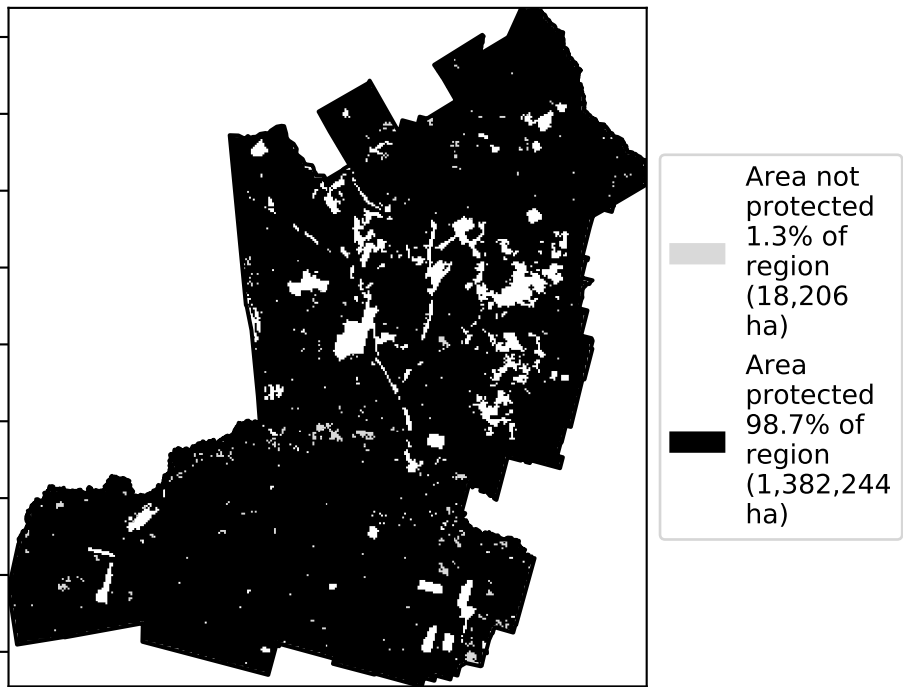 Area not
protected
1.3% of
region
(18,206
ha)
Area
protected
98.7% of
region
(1,382,244
ha)